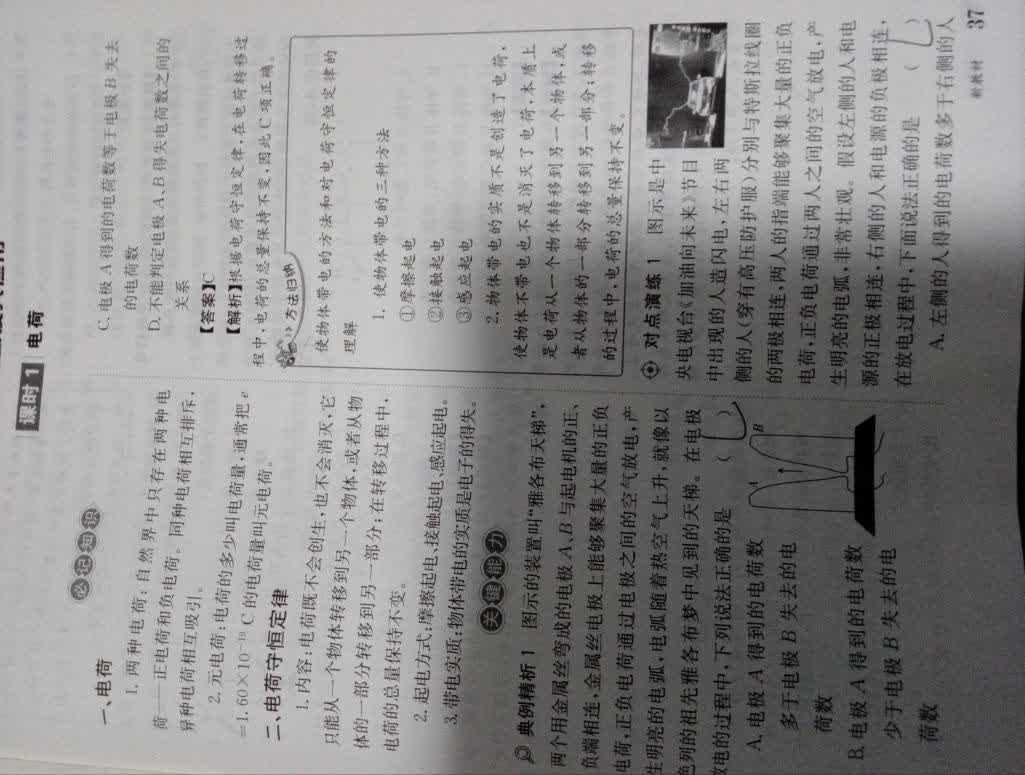 课时1 电荷
必记知识
一、电荷
1. 两种电荷:自然界中只存在两种电
荷——正电荷和负电荷。同种电荷相互排斥,
异种电荷相互吸引。
2. 元电荷:电荷的多少叫电荷量,通常把 e
=1.60×10⁻¹⁹ C 的电荷量叫元电荷。
二、电荷守恒定律
1. 内容:电荷既不会创生,也不会消灭,它
只能从一个物体转移到另一个物体,或者从物
体的一部分转移到另一部分;在转移过程中,
电荷的总量保持不变。
2. 起电方式:摩擦起电、接触起电、感应起电。
3. 带电实质:物体带电的实质是电子的得失。
关键能力
典例精析1 图示的装置叫“雅各布天梯”,
两个用金属丝弯成的电极 A、B 与起电机的正、
负端相连,金属丝电极上能够聚集大量的正负
电荷,正负电荷通过电极之间的空气放电,产
生明亮的电弧,电弧随着热空气上升,就像以
色列的祖先雅各布梦中见到的天梯。在电极
放电的过程中,下列说法正确的是 ( )
A. 电极 A 得到的电荷数
多于电极 B 失去的电
荷数
B. 电极 A 得到的电荷数
少于电极 B 失去的电
荷数
A
B
C. 电极 A 得到的电荷数等于电极 B 失去
的电荷数
D. 不能判定电极 A、B 得失电荷数之间的
关系
【答案】C
【解析】根据电荷守恒定律,在电荷转移过
程中,电荷的总量保持不变,因此 C 项正确。
方法归纳
使物体带电的方法和对电荷守恒定律的
理解
1. 使物体带电的三种方法
①摩擦起电
②接触起电
③感应起电
2. 物体带电的实质不是创造了电荷,
使物体不带电也不是消灭了电荷,本质上
是电荷从一个物体转移到另一个物体,或
者从物体的一部分转移到另一部分;转移
的过程中,电荷的总量保持不变。
对点演练 1 图示是中
央电视台《加油向未来》节目
中出现的人造闪电,左右两
侧的人(穿有高压防护服)分别与特斯拉线圈
的两极相连,两人的指端能够聚集大量的正负
电荷,正负电荷通过两人之间的空气放电,产
生明亮的电弧,非常壮观。假设左侧的人和电
源的正极相连,右侧的人和电源的负极相连,
在放电过程中,下面说法正确的是 ( )
A. 左侧的人得到的电荷数多于右侧的人
新教材 37